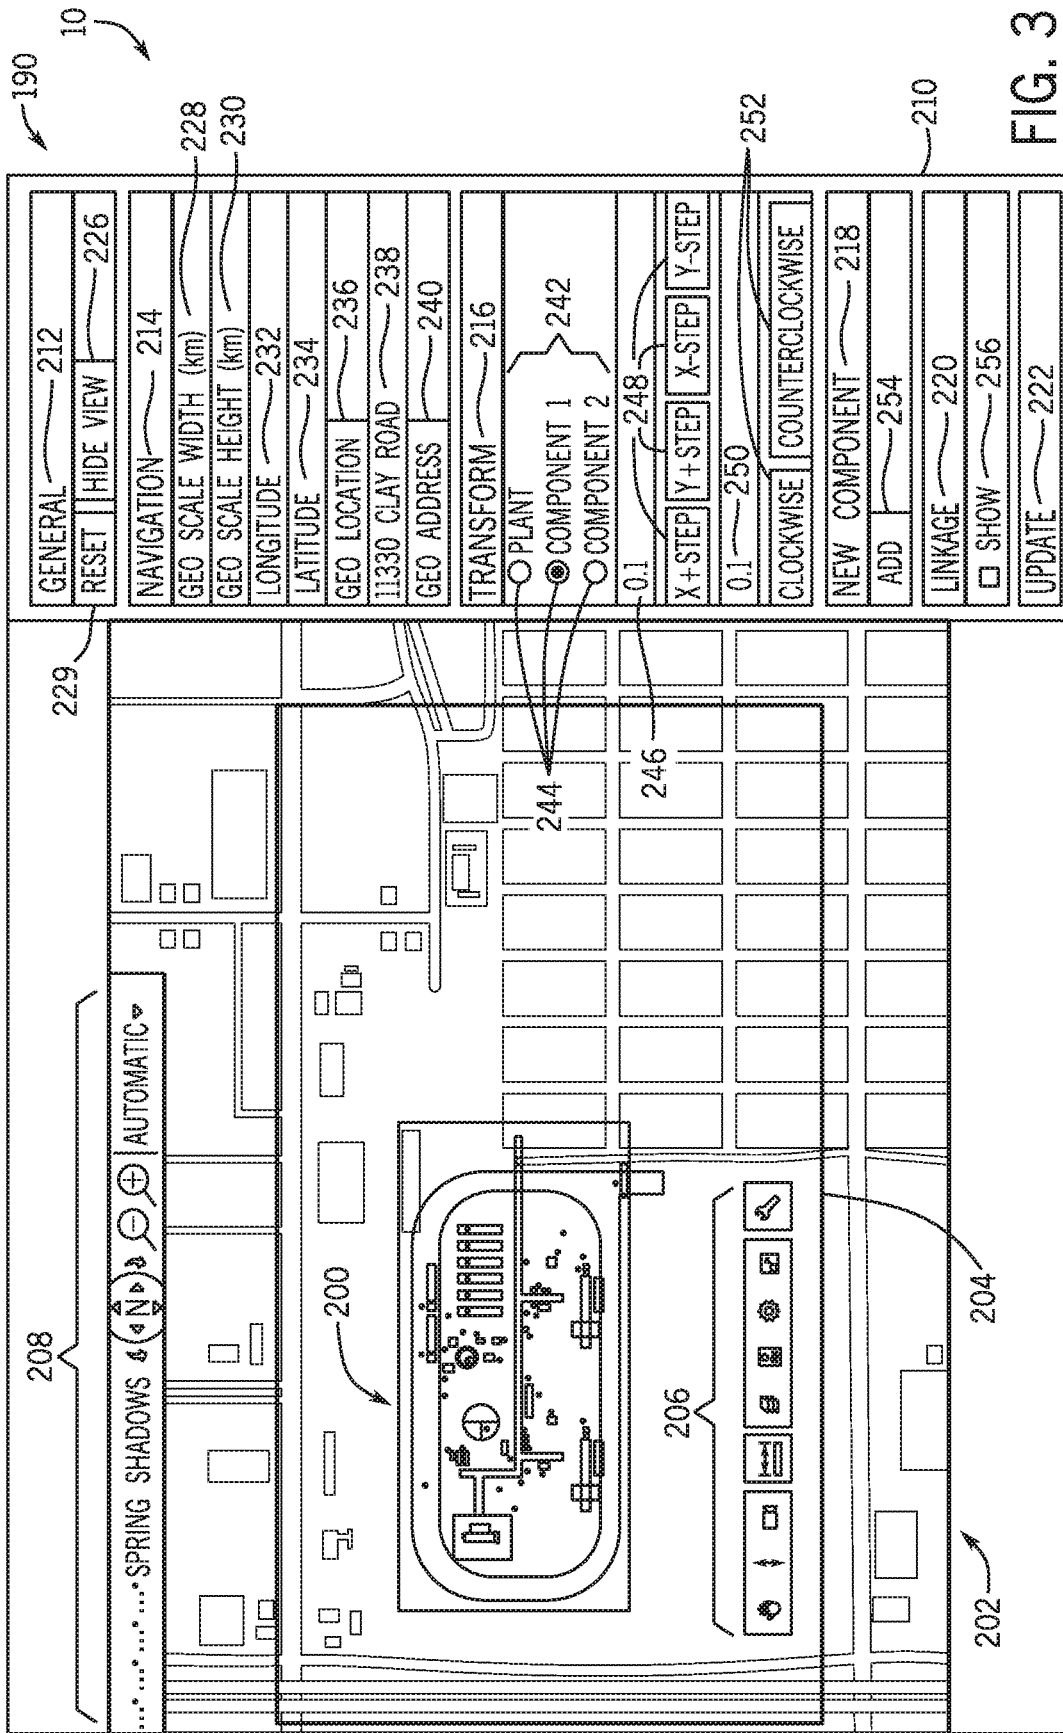 190
10
208
...°...°...°SPRING SHADOWS N AUTOMATIC
229
200
206
204
202
244
246
GENERAL 212
RESET HIDE VIEW 226
NAVIGATION 214
GEO SCALE WIDTH (km) 228
GEO SCALE HEIGHT (km) 230
LONGITUDE 232
LATITUDE 234
GEO LOCATION 236
11330 CLAY ROAD 238
GEO ADDRESS 240
TRANSFORM 216
PLANT
COMPONENT 1 242
COMPONENT 2
0.1 248
X+STEP Y+STEP X-STEP Y-STEP
0.1 250
252
CLOCKWISE COUNTERCLOCKWISE
NEW COMPONENT 218
ADD 254
LINKAGE 220
SHOW 256
UPDATE 222
210
FIG. 3